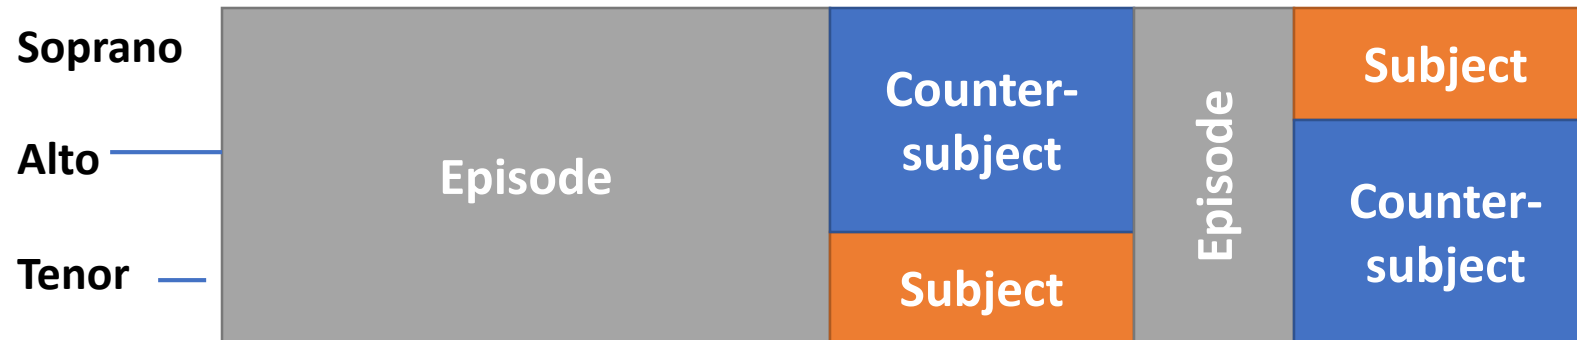 Soprano
Alto
Tenor
Episode
Counter-
subject
Subject
Episode
Subject
Counter-
subject